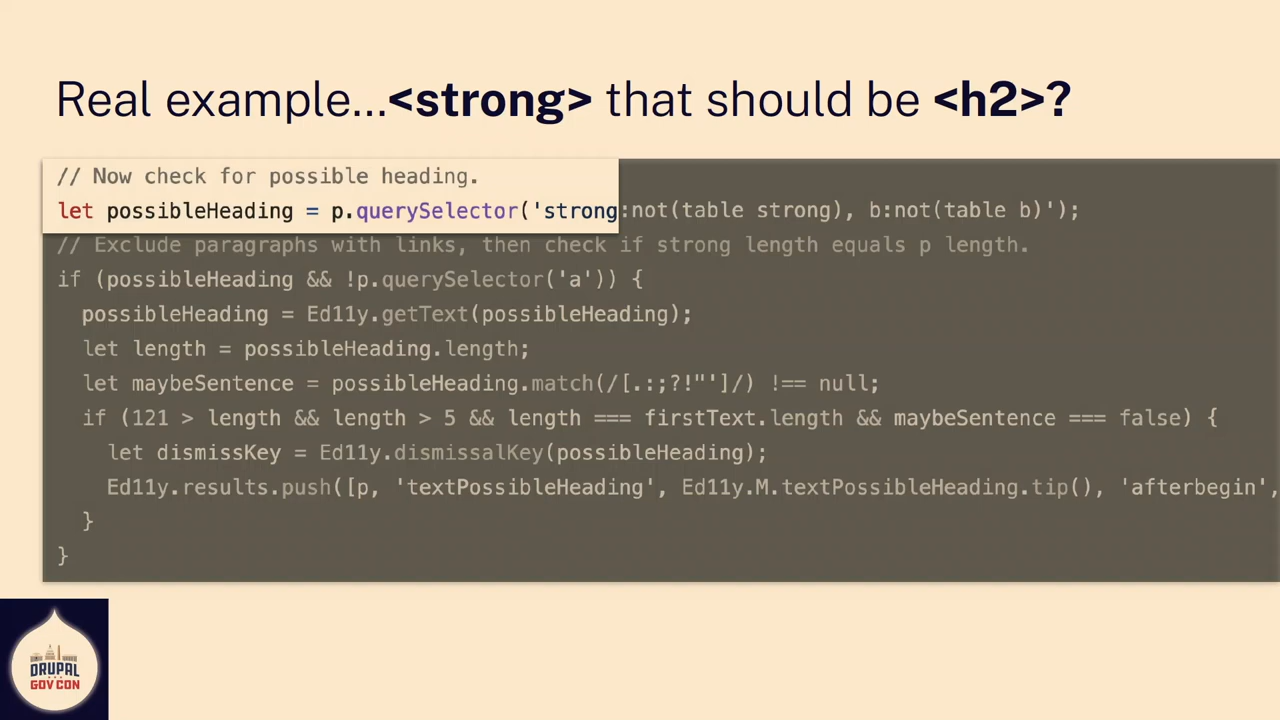 Real example...<strong> that should be <h2>?
// Now check for possible heading.
let possibleHeading = p.querySelector('strong:not(table strong), b:not(table b)');
// Exclude paragraphs with links, then check if strong length equals p length.
if (possibleHeading && !p.querySelector('a')) {
possibleHeading = Ed11y.getText(possibleHeading);
let length = possibleHeading.length;
let maybeSentence = possibleHeading.match(/[.:;?!"']/) !== null;
if (121 > length && length > 5 && length === firstText.length && maybeSentence === false) {
let dismissKey = Ed11y.dismissalKey(possibleHeading);
Ed11y.results.push([p, 'textPossibleHeading', Ed11y.M.textPossibleHeading.tip(), 'afterbegin',
}
}
DRUPAL
GOV CON